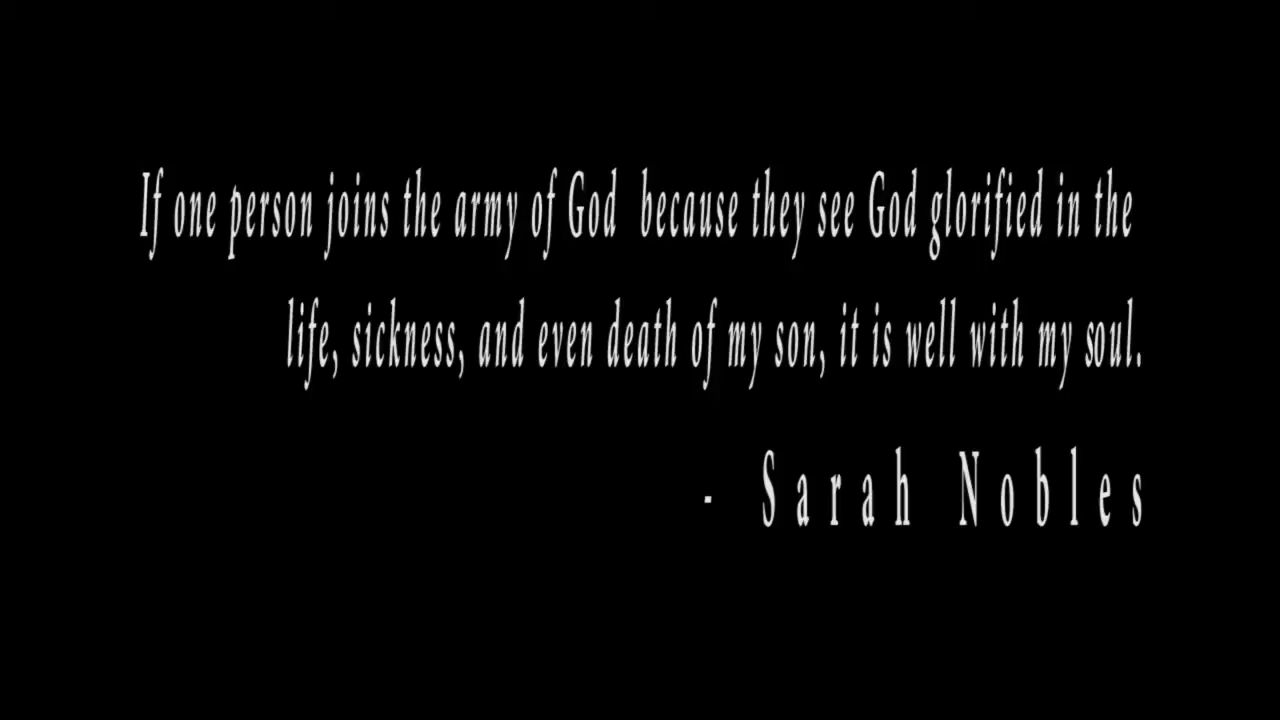 If one person joins the army of God because they see God glorified in the
life, sickness, and even death of my son, it is well with my soul.
- Sarah Nobles